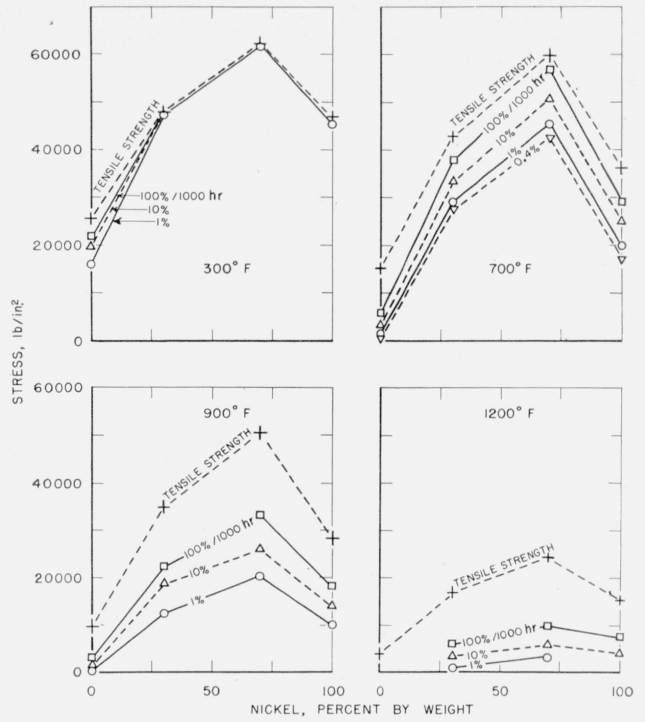 60000
40000
20000
0
TENSILE STRENGTH
100%/1000 hr
10%
1%
300° F
TENSILE STRENGTH
100%/1000 hr
10%
1%
0.4%
700° F
STRESS, lb/in²
60000
40000
20000
0
900° F
TENSILE STRENGTH
100%/1000 hr
10%
1%
1200° F
TENSILE STRENGTH
100%/1000 hr
10%
1%
0
50
100
0
50
100
NICKEL, PERCENT BY WEIGHT